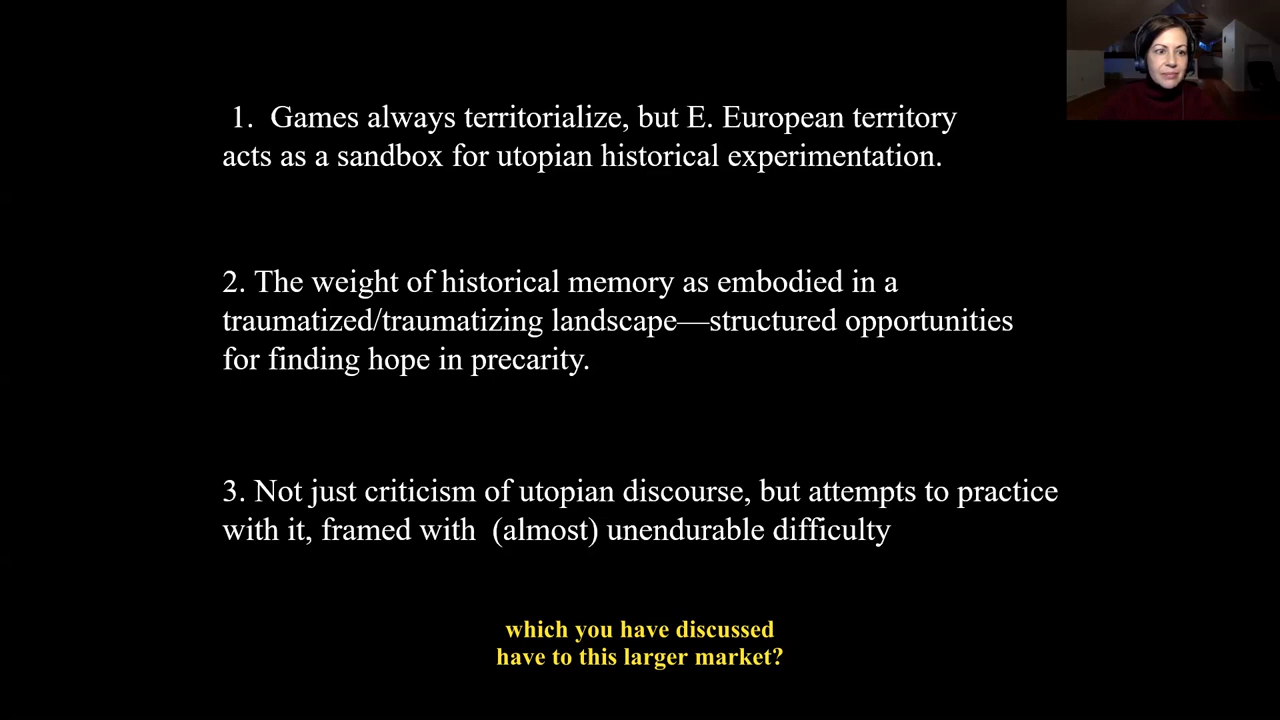 1. Games always territorialize, but E. European territory
acts as a sandbox for utopian historical experimentation.
2. The weight of historical memory as embodied in a
traumatized/traumatizing landscape—structured opportunities
for finding hope in precarity.
3. Not just criticism of utopian discourse, but attempts to practice
with it, framed with (almost) unendurable difficulty
which you have discussed
have to this larger market?